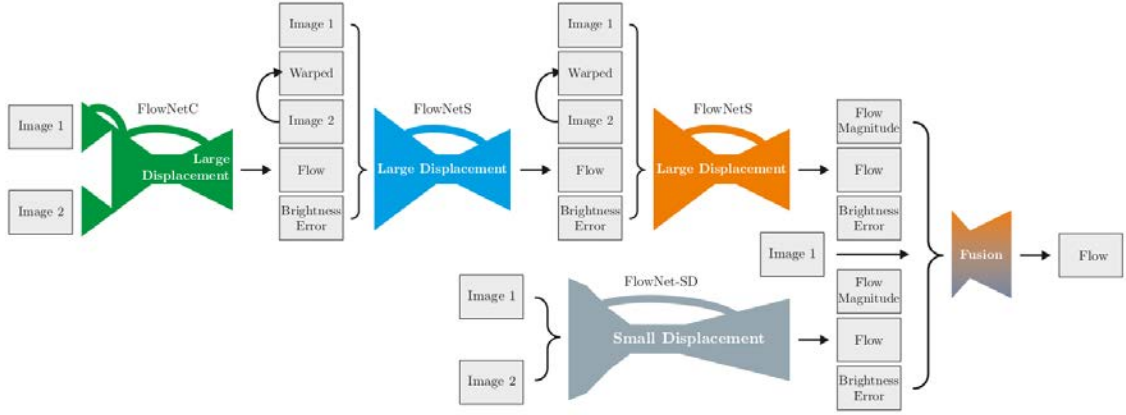 Image 1
Image 2
FlowNetC
Large
Displacement
Image 1
Warped
Image 2
Flow
Brightness
Error
FlowNetS
Large Displacement
Image 1
Warped
Image 2
Flow
Brightness
Error
FlowNetS
Large Displacement
Flow
Magnitude
Flow
Brightness
Error
Image 1
Image 1
Image 2
FlowNet-SD
Small Displacement
Flow
Magnitude
Flow
Brightness
Error
Fusion
Flow